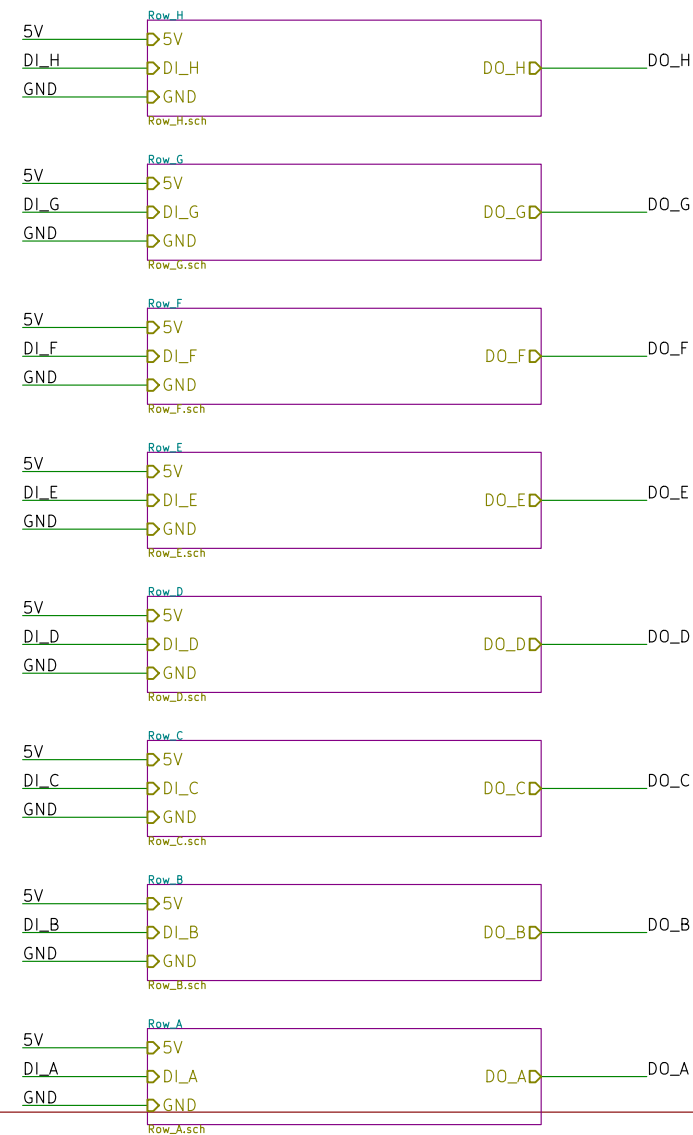 Row_H
5V 5V
DI_H DI_H DO_H DO_H
GND GND
Row_H.sch
Row_G
5V 5V
DI_G DI_G DO_G DO_G
GND GND
Row_G.sch
Row_F
5V 5V
DI_F DI_F DO_F DO_F
GND GND
Row_F.sch
Row_E
5V 5V
DI_E DI_E DO_E DO_E
GND GND
Row_E.sch
Row_D
5V 5V
DI_D DI_D DO_D DO_D
GND GND
Row_D.sch
Row_C
5V 5V
DI_C DI_C DO_C DO_C
GND GND
Row_C.sch
Row_B
5V 5V
DI_B DI_B DO_B DO_B
GND GND
Row_B.sch
Row_A
5V 5V
DI_A DI_A DO_A DO_A
GND GND
Row_A.sch